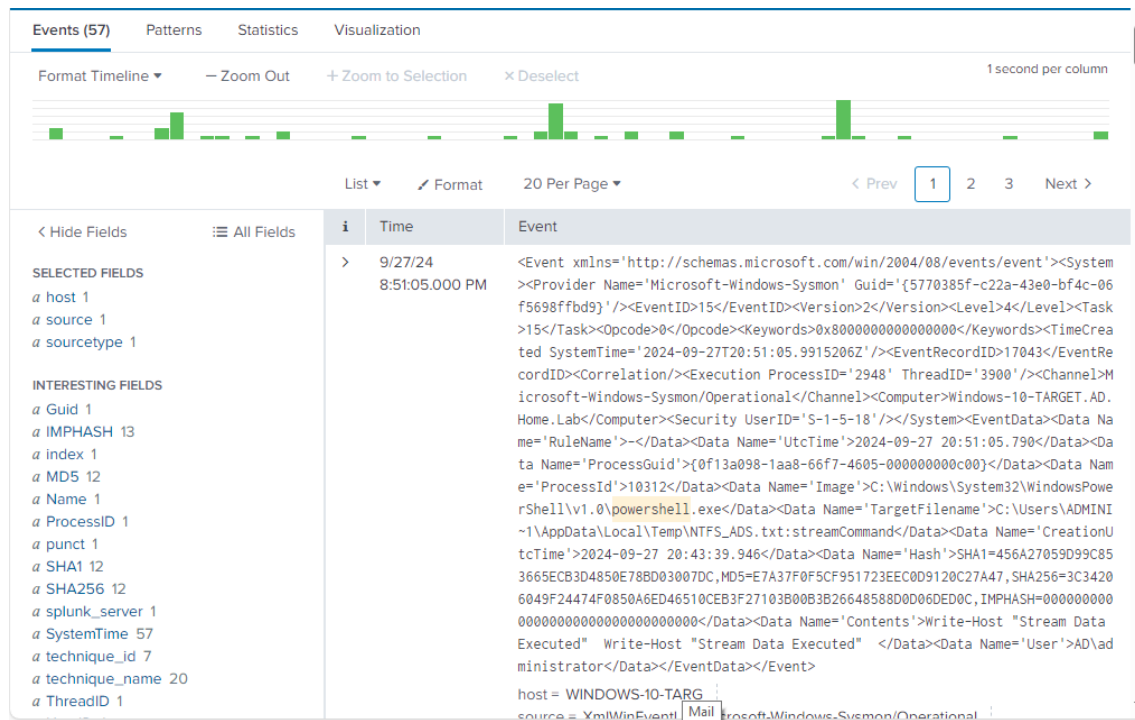 Events (57) Patterns Statistics Visualization
Format Timeline — Zoom Out + Zoom to Selection × Deselect 1 second per column
List Format 20 Per Page < Prev 1 2 3 Next >
< Hide Fields All Fields i Time Event
SELECTED FIELDS
a host 1
a source 1
a sourcetype 1
INTERESTING FIELDS
a Guid 1
a IMPHASH 13
a index 1
a MD5 12
a Name 1
a ProcessID 1
a punct 1
a SHA1 12
a SHA256 12
a splunk_server 1
a SystemTime 57
a technique_id 7
a technique_name 20
a ThreadID 1
> 9/27/24
8:51:05.000 PM
<Event xmlns='http://schemas.microsoft.com/win/2004/08/events/event'><System
><Provider Name='Microsoft-Windows-Sysmon' Guid='{5770385f-c22a-43e0-bf4c-06
f5698ffbd9}'/><EventID>15</EventID><Version>2</Version><Level>4</Level><Task
>15</Task><Opcode>0</Opcode><Keywords>0x8000000000000000</Keywords><TimeCrea
ted SystemTime='2024-09-27T20:51:05.9915206Z'/><EventRecordID>17043</EventRe
cordID><Correlation/><Execution ProcessID='2948' ThreadID='3900'/><Channel>M
icrosoft-Windows-Sysmon/Operational</Channel><Computer>Windows-10-TARGET.AD.
Home.Lab</Computer><Security UserID='S-1-5-18'/></System><EventData><Data Na
me='RuleName'>-</Data><Data Name='UtcTime'>2024-09-27 20:51:05.790</Data><Da
ta Name='ProcessGuid'>{0f13a098-1aa8-66f7-4605-000000000c00}</Data><Data Nam
e='ProcessId'>10312</Data><Data Name='Image'>C:\Windows\System32\WindowsPowe
rShell\v1.0\powershell.exe</Data><Data Name='TargetFilename'>C:\Users\ADMINI
~1\AppData\Local\Temp\NTFS_ADS.txt:streamCommand</Data><Data Name='CreationU
tcTime'>2024-09-27 20:43:39.946</Data><Data Name='Hash'>SHA1=456A27059D99C85
3665ECB3D4850E78BD03007DC,MD5=E7A37F0F5CF951723EEC0D9120C27A47,SHA256=3C3420
6049F24474F0850A6ED46510CEB3F27103B00B3B26648588D0D06DED0C,IMPHASH=000000000
00000000000000000000000</Data><Data Name='Contents'>Write-Host "Stream Data
Executed"  Write-Host "Stream Data Executed"  </Data><Data Name='User'>AD\ad
ministrator</Data></EventData></Event>
host = WINDOWS-10-TARG
Mail
source = XmlWinEventL rosoft-Windows-Sysmon/Operational